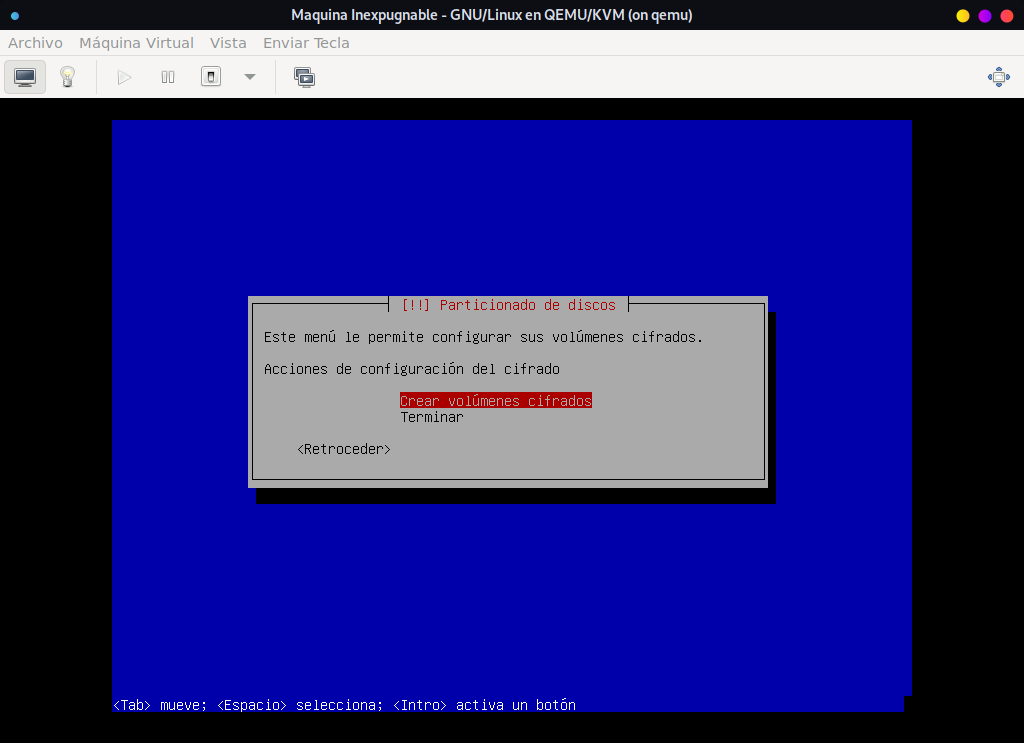 Maquina Inexpugnable - GNU/Linux en QEMU/KVM (on qemu)
Archivo Máquina Virtual Vista Enviar Tecla
[!!] Particionado de discos
Este menú le permite configurar sus volúmenes cifrados.
Acciones de configuración del cifrado
Crear volúmenes cifrados
Terminar
<Retroceder>
<Tab> mueve; <Espacio> selecciona; <Intro> activa un botón